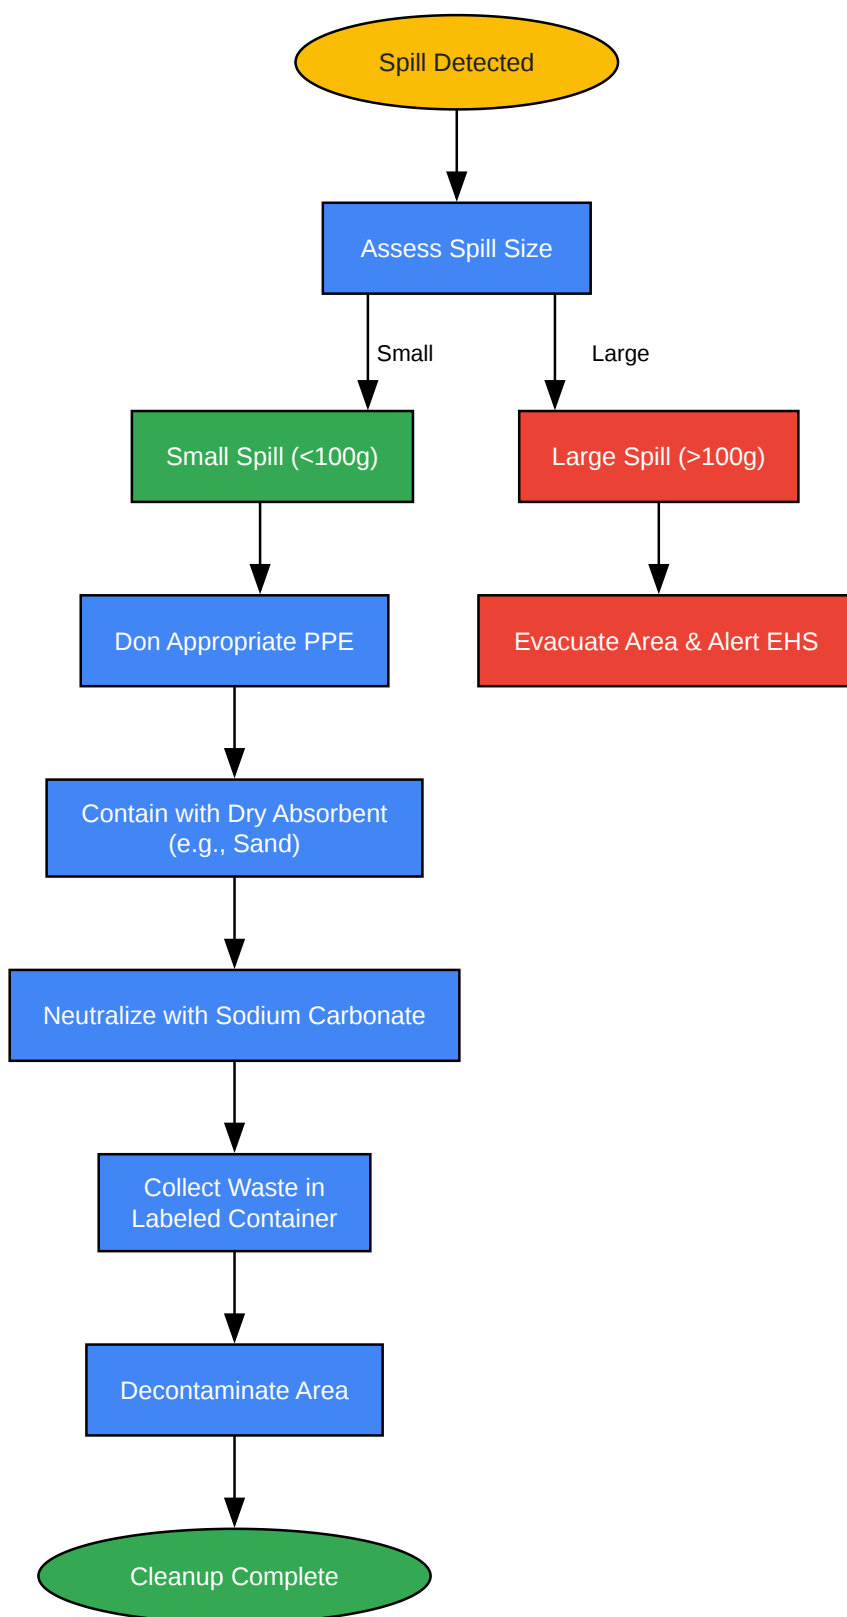 Spill Detected
Assess Spill Size
Small
Large
Small Spill (<100g)
Large Spill (>100g)
Don Appropriate PPE
Evacuate Area & Alert EHS
Contain with Dry Absorbent
(e.g., Sand)
Neutralize with Sodium Carbonate
Collect Waste in
Labeled Container
Decontaminate Area
Cleanup Complete